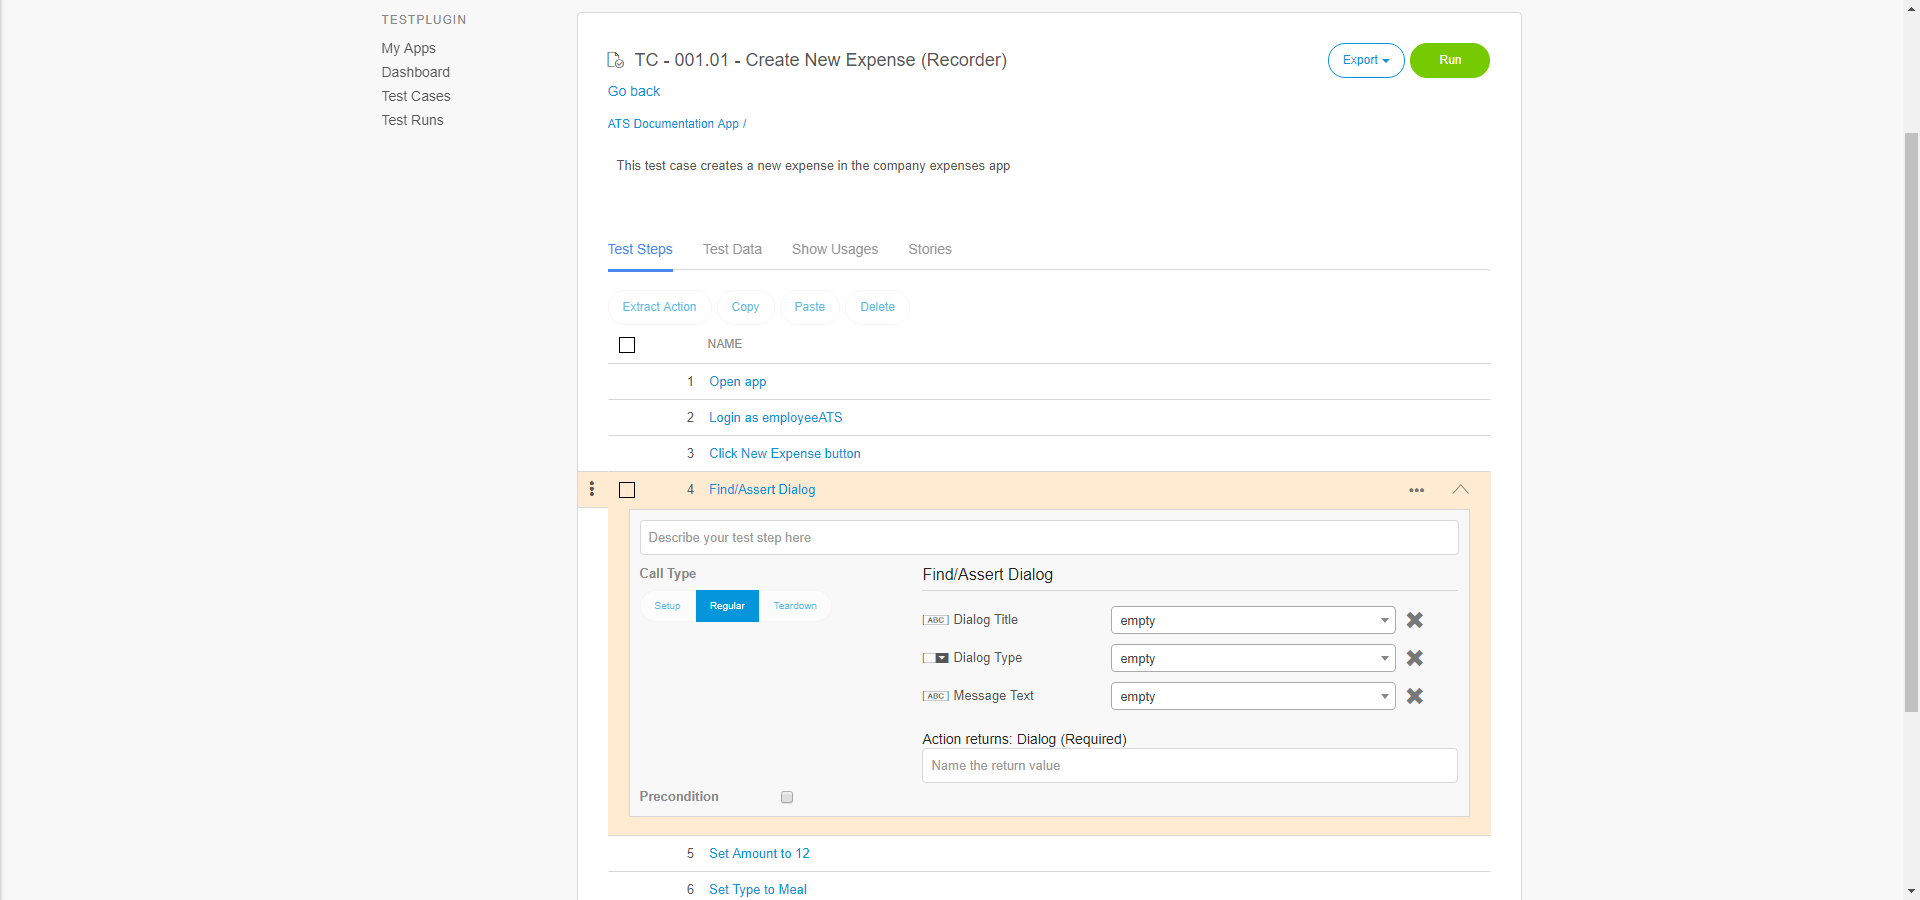 TESTPLUGIN
My Apps
Dashboard
Test Cases
Test Runs
TC - 001.01 - Create New Expense (Recorder)
Export
Run
Go back
ATS Documentation App /
This test case creates a new expense in the company expenses app
Test Steps
Test Data
Show Usages
Stories
Extract Action
Copy
Paste
Delete
NAME
1 Open app
2 Login as employeeATS
3 Click New Expense button
4 Find/Assert Dialog
Describe your test step here
Call Type
Setup
Regular
Teardown
Find/Assert Dialog
ABC Dialog Title empty
Dialog Type empty
ABC Message Text empty
Action returns: Dialog (Required)
Name the return value
Precondition
5 Set Amount to 12
6 Set Type to Meal